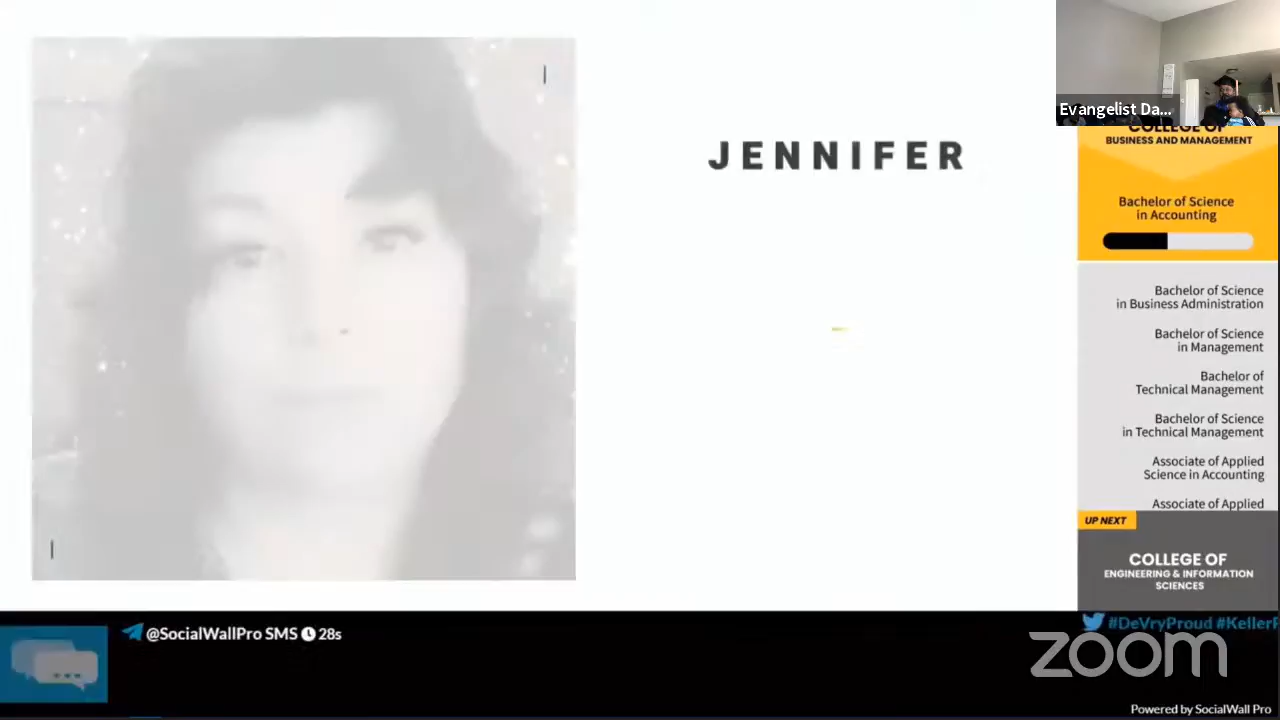 JENNIFER
Evangelist Da...
COLLEGE OF
BUSINESS AND MANAGEMENT
Bachelor of Science
in Accounting
Bachelor of Science
in Business Administration
Bachelor of Science
in Management
Bachelor of
Technical Management
Bachelor of Science
in Technical Management
Associate of Applied
Science in Accounting
Associate of Applied
UP NEXT
COLLEGE OF
ENGINEERING & INFORMATION
SCIENCES
@SocialWallPro SMS 28s
#DeVryProud #KellerP
zoom
Powered by SocialWall Pro